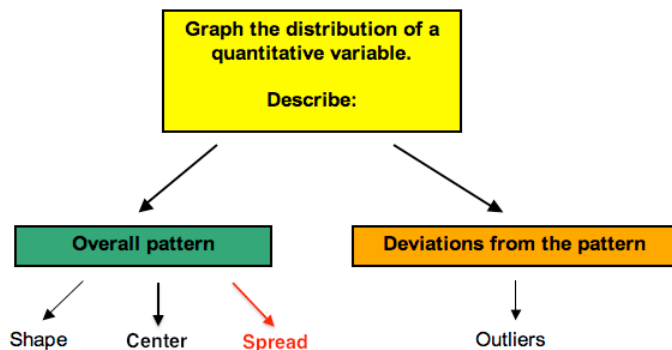 Graph the distribution of a
quantitative variable.
Describe:
Overall pattern
Deviations from the pattern
Shape
Center
Spread
Outliers